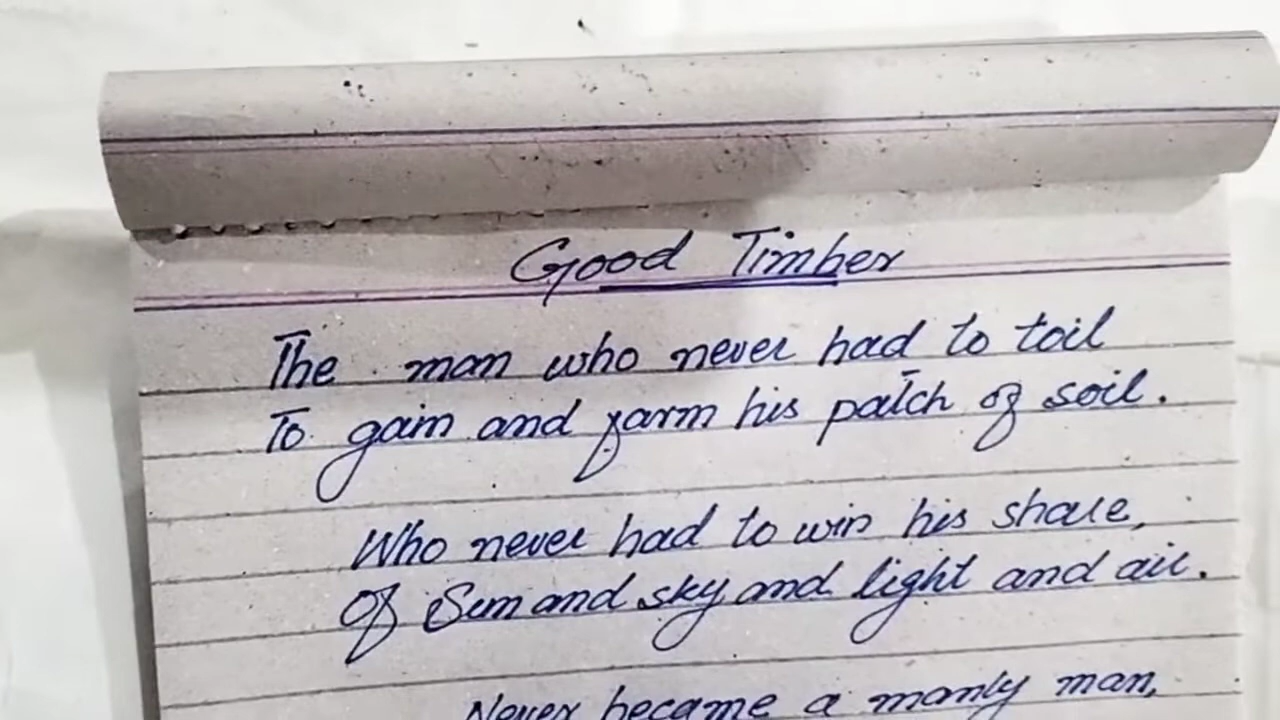 Good Timber
The man who never had to toil
To gain and farm his patch of soil.
Who never had to win his share,
Of Sun and sky and light and air.
Never became a manly man,